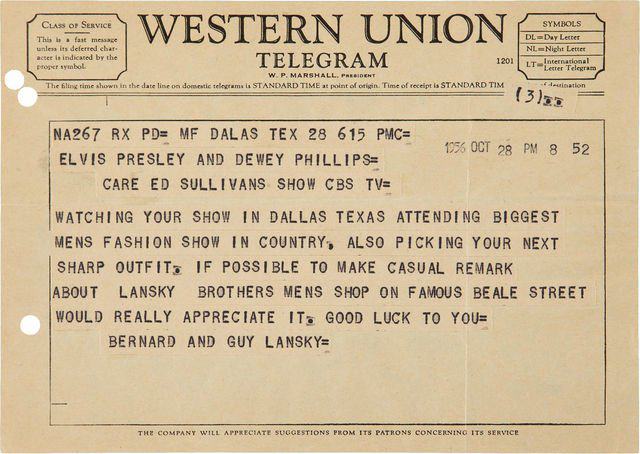 CLASS OF SERVICE
This is a fast message
unless its deferred char-
acter is indicated by the
proper symbol.
WESTERN UNION
TELEGRAM
W. P. MARSHALL, PRESIDENT
1201
SYMBOLS
DL=Day Letter
NL=Night Letter
LT=International Letter Telegram
The filing time shown in the date line on domestic telegrams is STANDARD TIME at point of origin. Time of receipt is STANDARD TIM of destination
(3)
NA267 RX PD= MF DALAS TEX 28 615 PMC=
1956 OCT 28 PM 8 52
ELVIS PRESLEY AND DEWEY PHILLIPS=
CARE ED SULLIVANS SHOW CBS TV=
WATCHING YOUR SHOW IN DALLAS TEXAS ATTENDING BIGGEST
MENS FASHION SHOW IN COUNTRY. ALSO PICKING YOUR NEXT
SHARP OUTFIT. IF POSSIBLE TO MAKE CASUAL REMARK
ABOUT LANSKY BROTHERS MENS SHOP ON FAMOUS BEALE STREET
WOULD REALLY APPRECIATE IT. GOOD LUCK TO YOU=
BERNARD AND GUY LANSKY=
THE COMPANY WILL APPRECIATE SUGGESTIONS FROM ITS PATRONS CONCERNING ITS SERVICE